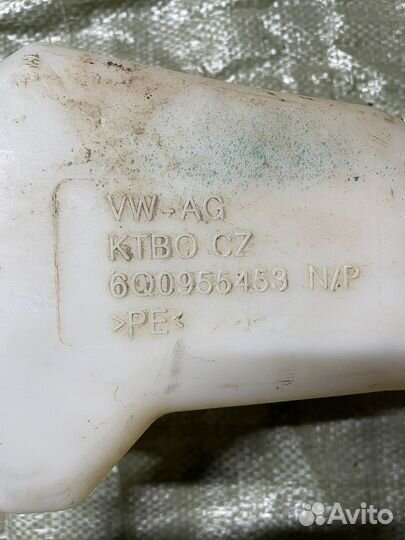 VW-AG
KTBO CZ
6Q0955453 N/P
>PE<
Avito